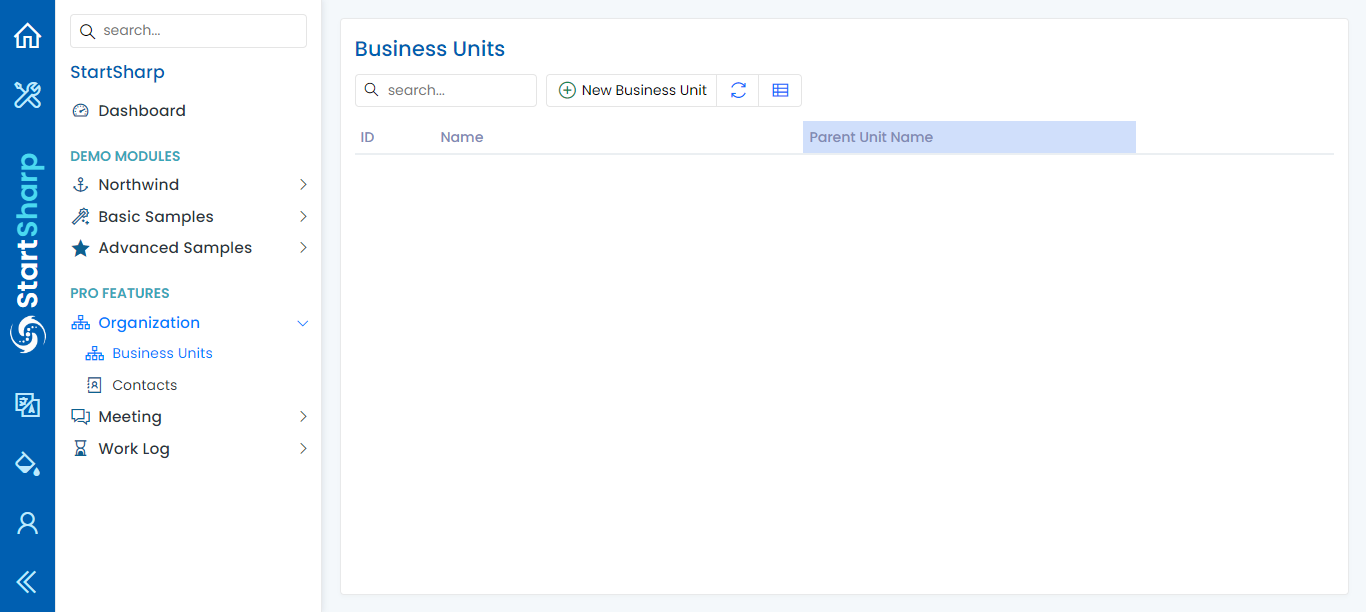 StartSharp
search...
StartSharp
Dashboard
DEMO MODULES
Northwind
Basic Samples
Advanced Samples
PRO FEATURES
Organization
Business Units
Contacts
Meeting
Work Log
Business Units
search...
New Business Unit
ID Name Parent Unit Name